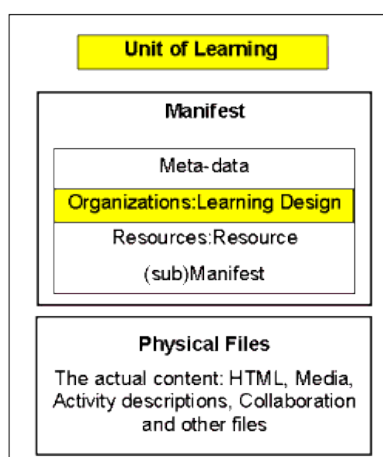 Unit of Learning
Manifest
Meta-data
Organizations:Learning Design
Resources:Resource
(sub)Manifest
Physical Files
The actual content: HTML, Media,
Activity descriptions, Collaboration
and other files